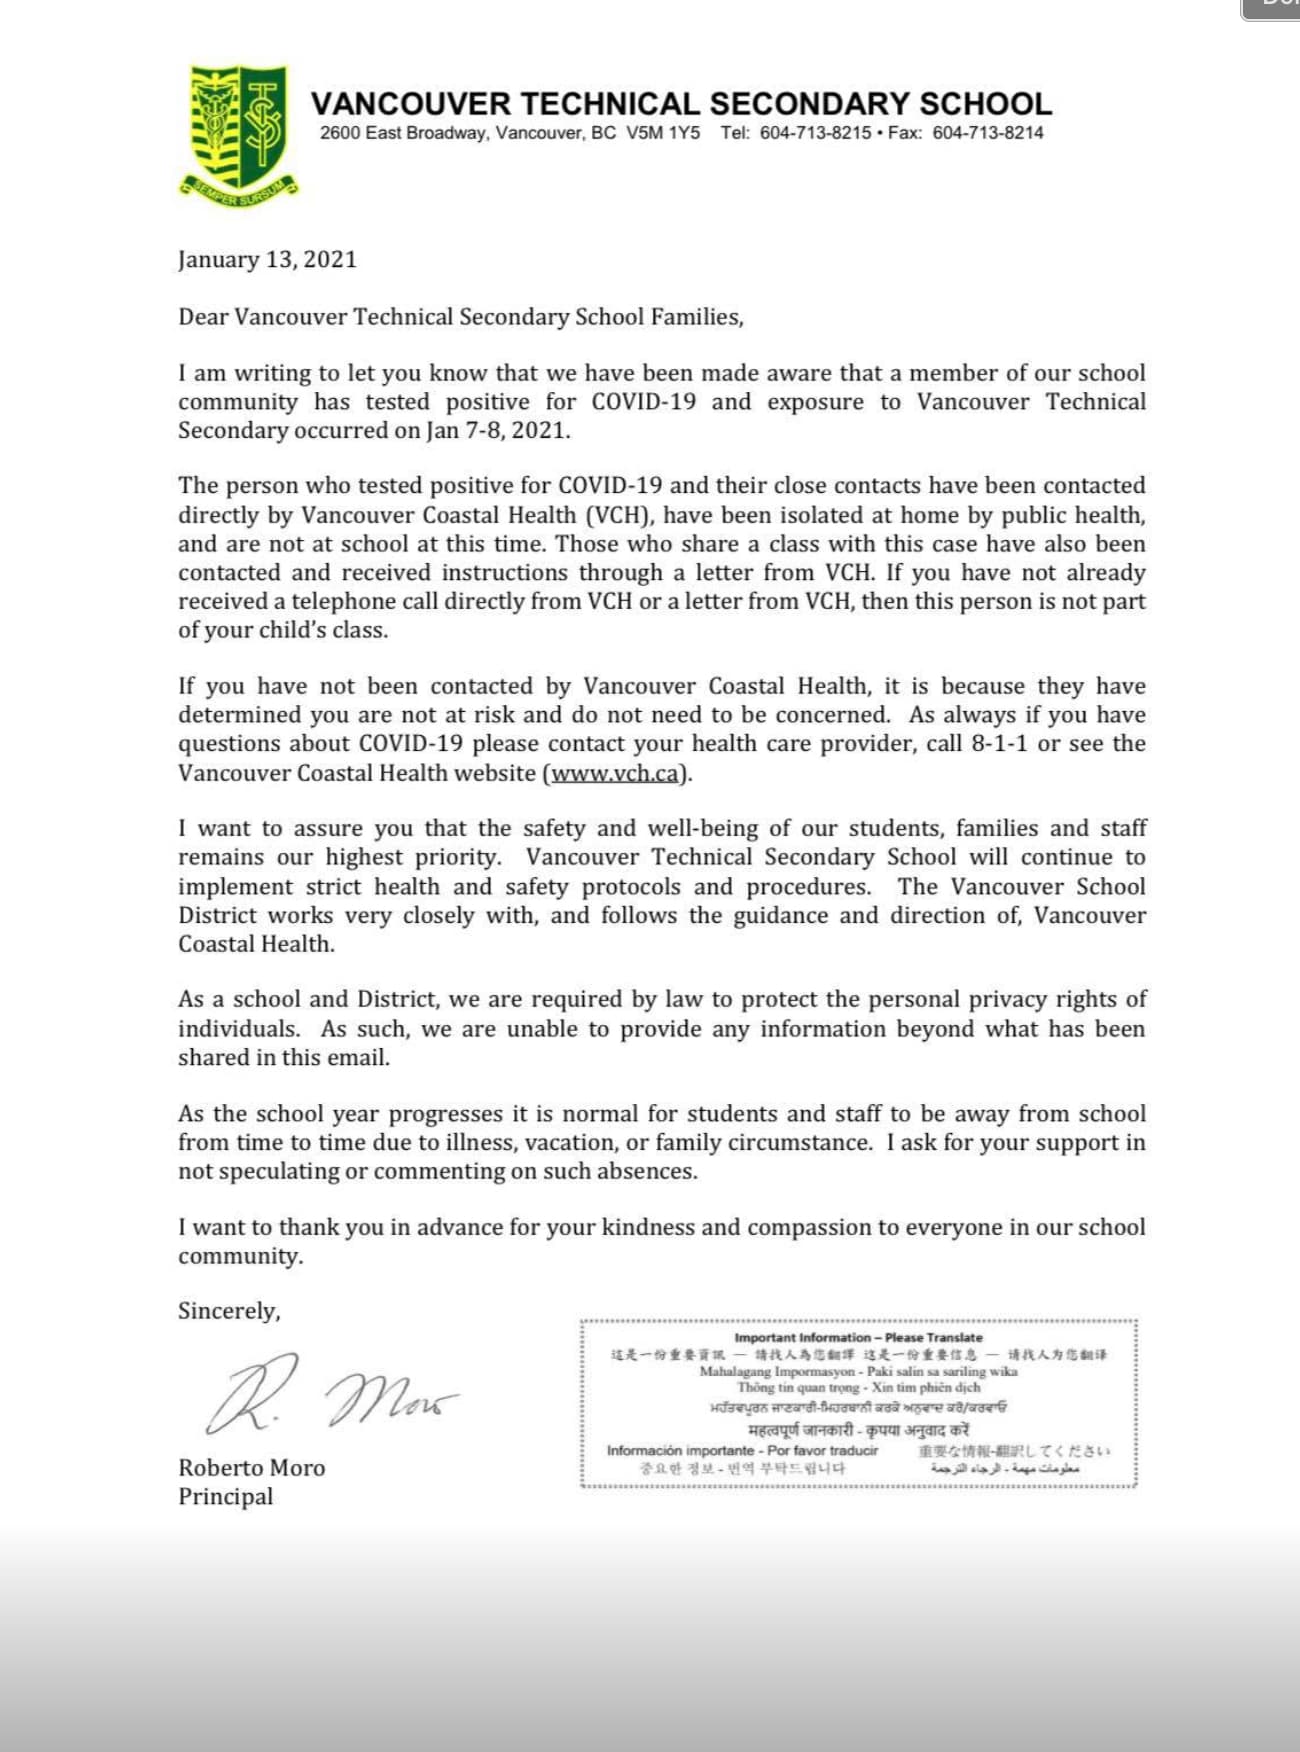 VANCOUVER TECHNICAL SECONDARY SCHOOL
2600 East Broadway, Vancouver, BC V5M 1Y5 Tel: 604-713-8215 • Fax: 604-713-8214
SEMPER SURSUM
January 13, 2021
Dear Vancouver Technical Secondary School Families,
I am writing to let you know that we have been made aware that a member of our school
community has tested positive for COVID-19 and exposure to Vancouver Technical
Secondary occurred on Jan 7-8, 2021.
The person who tested positive for COVID-19 and their close contacts have been contacted
directly by Vancouver Coastal Health (VCH), have been isolated at home by public health,
and are not at school at this time. Those who share a class with this case have also been
contacted and received instructions through a letter from VCH. If you have not already
received a telephone call directly from VCH or a letter from VCH, then this person is not part
of your child's class.
If you have not been contacted by Vancouver Coastal Health, it is because they have
determined you are not at risk and do not need to be concerned. As always if you have
questions about COVID-19 please contact your health care provider, call 8-1-1 or see the
Vancouver Coastal Health website (www.vch.ca).
I want to assure you that the safety and well-being of our students, families and staff
remains our highest priority. Vancouver Technical Secondary School will continue to
implement strict health and safety protocols and procedures. The Vancouver School
District works very closely with, and follows the guidance and direction of, Vancouver
Coastal Health.
As a school and District, we are required by law to protect the personal privacy rights of
individuals. As such, we are unable to provide any information beyond what has been
shared in this email.
As the school year progresses it is normal for students and staff to be away from school
from time to time due to illness, vacation, or family circumstance. I ask for your support in
not speculating or commenting on such absences.
I want to thank you in advance for your kindness and compassion to everyone in our school
community.
Sincerely,
R. Moro
Roberto Moro
Principal
Important Information – Please Translate
這是一份重要資訊 — 請找人為您翻譯 这是一份重要信息 — 请找人为您翻译
Mahalagang Impormasyon - Paki salin sa sariling wika
Thông tin quan trọng - Xin tìm phiên dịch
ਮਹੱਤਵਪੂਰਨ ਜਾਣਕਾਰੀ-ਮਿਹਰਬਾਨੀ ਕਰਕੇ ਅਨੁਵਾਦ ਕਰੋ/ਕਰਵਾਓ
महत्वपूर्ण जानकारी - कृपया अनुवाद करें
Información importante - Por favor traducir 重要な情報-翻訳してください
중요한 정보 - 번역 부탁드립니다 معلومات مهمة - الرجاء الترجمة